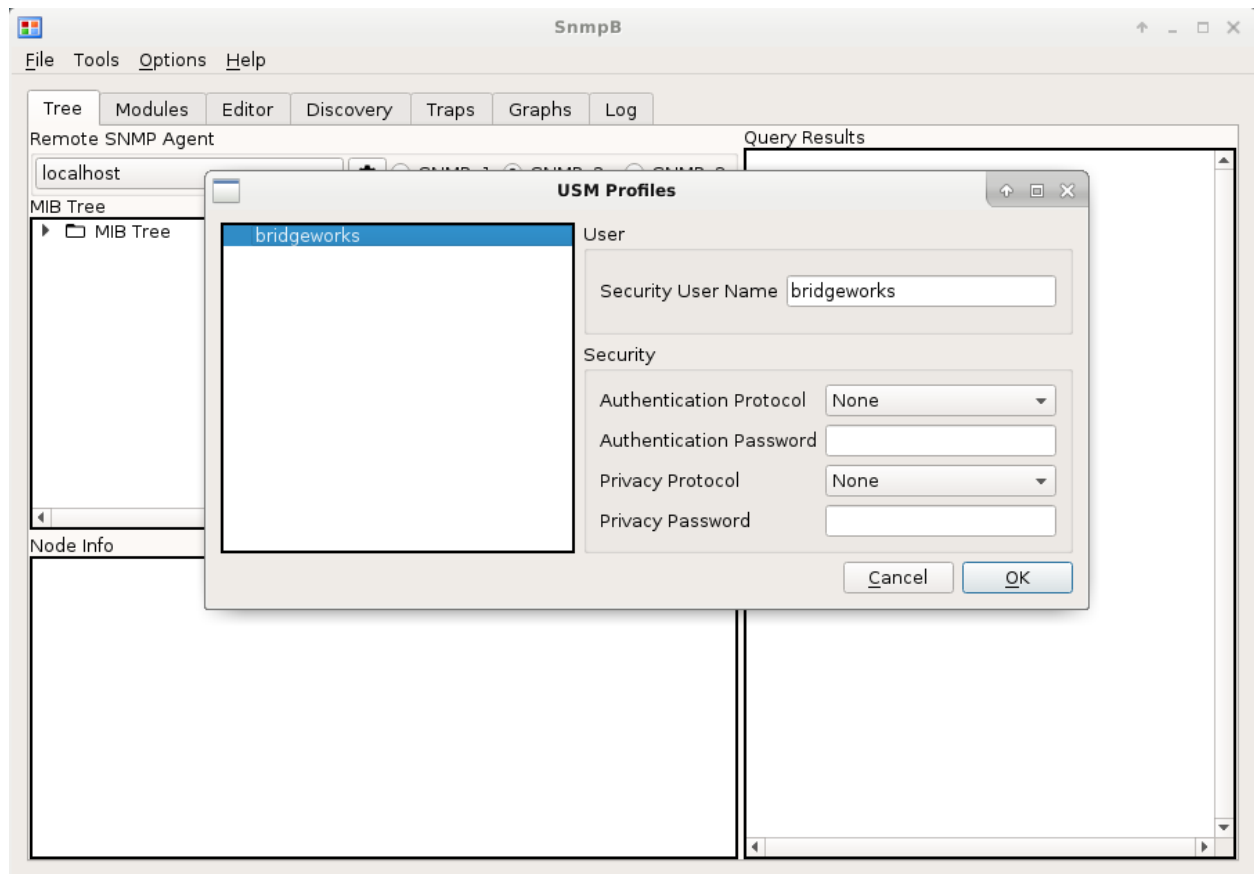 SnmpB
File Tools Options Help
Tree Modules Editor Discovery Traps Graphs Log
Remote SNMP Agent
Query Results
localhost
USM Profiles
MIB Tree
MIB Tree
bridgeworks
User
Security User Name bridgeworks
Security
Authentication Protocol None
Authentication Password
Privacy Protocol None
Privacy Password
Node Info
Cancel OK